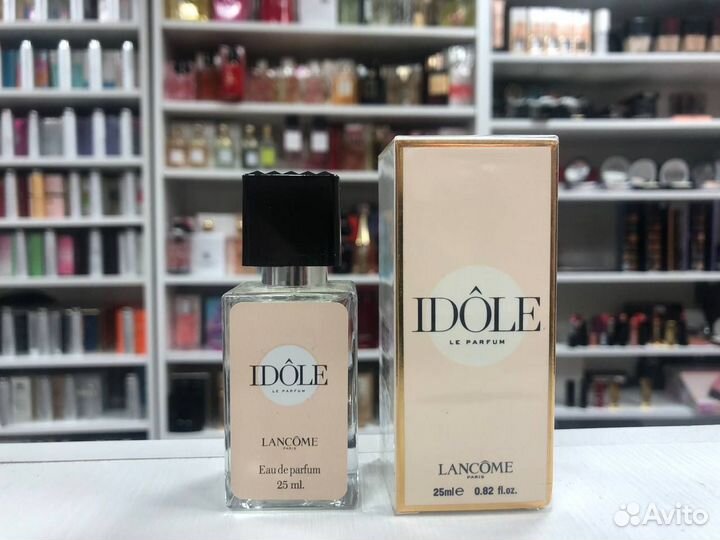 IDÔLE
LE PARFUM
LANCÔME
PARIS
Eau de parfum
25 ml.
IDÔLE
LE PARFUM
LANCÔME
PARIS
25ml℮ 0.82 fl.oz.
Avito